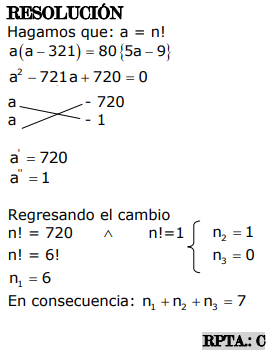 RESOLUCIÓN
Hagamos que: a = n!
a(a – 321) = 80{5a – 9}
a² – 721a + 720 = 0
a - 720
a - 1
a' = 720
a" = 1
Regresando el cambio
n! = 720 ∧ n!=1 { n₂ = 1
n! = 6! n₃ = 0
n₁ = 6
En consecuencia: n₁ + n₂ + n₃ = 7
RPTA.: C